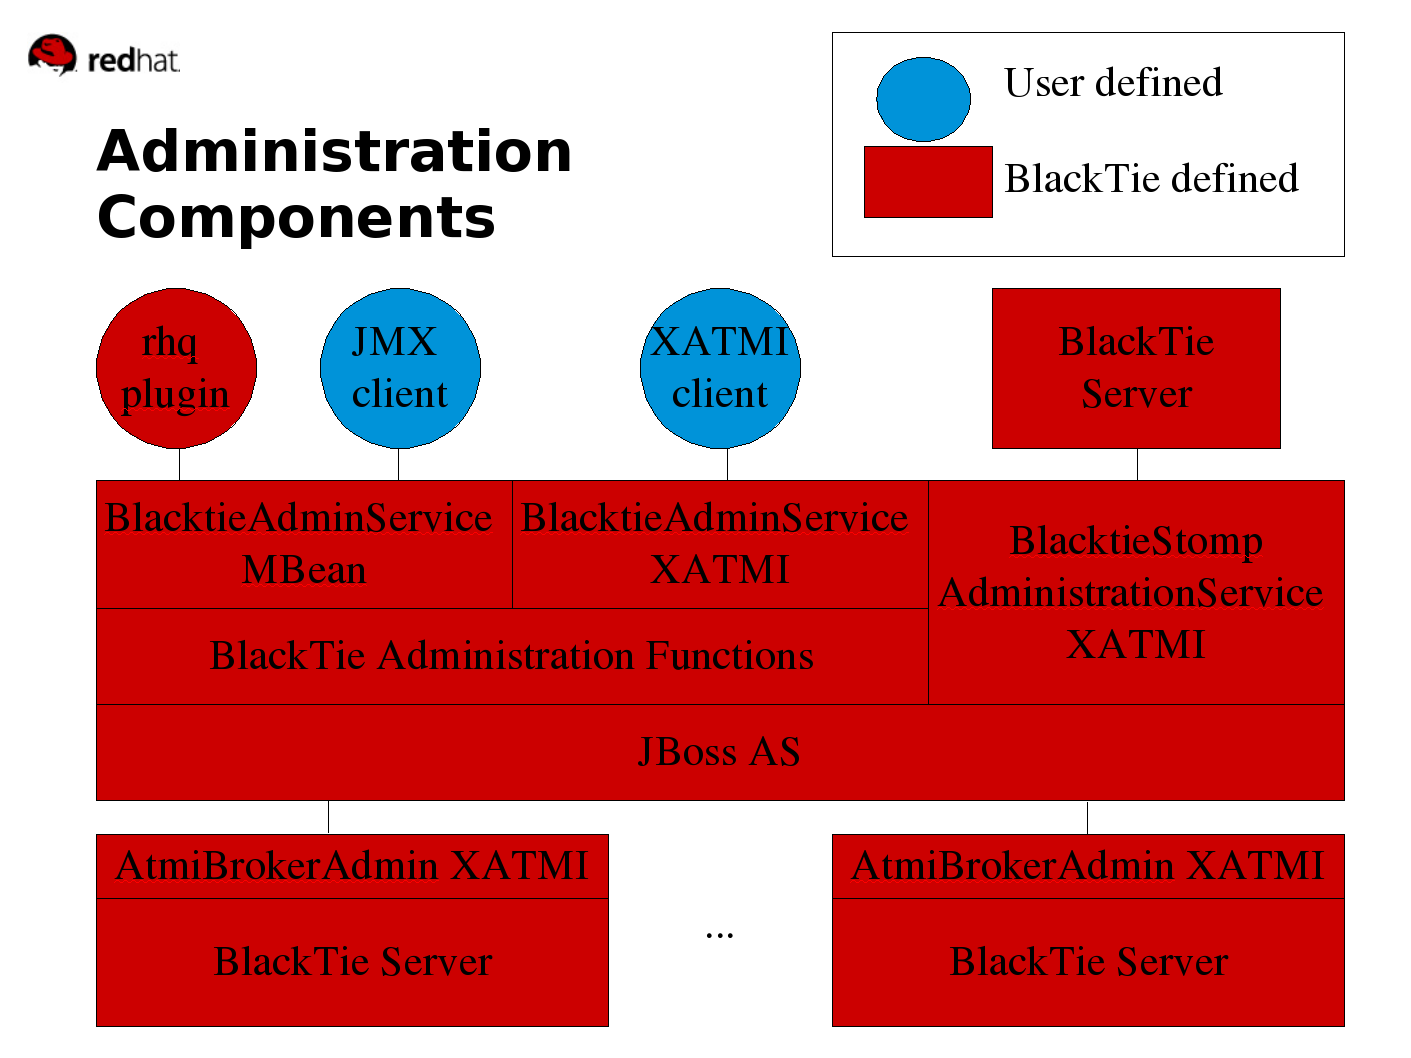 redhat.
Administration
Components
User defined
BlackTie defined
rhq
plugin
JMX
client
XATMI
client
BlackTie
Server
BlacktieAdminService
MBean
BlacktieAdminService
XATMI
BlacktieStomp
AdministrationService
XATMI
BlackTie Administration Functions
JBoss AS
AtmiBrokerAdmin XATMI
BlackTie Server
...
AtmiBrokerAdmin XATMI
BlackTie Server